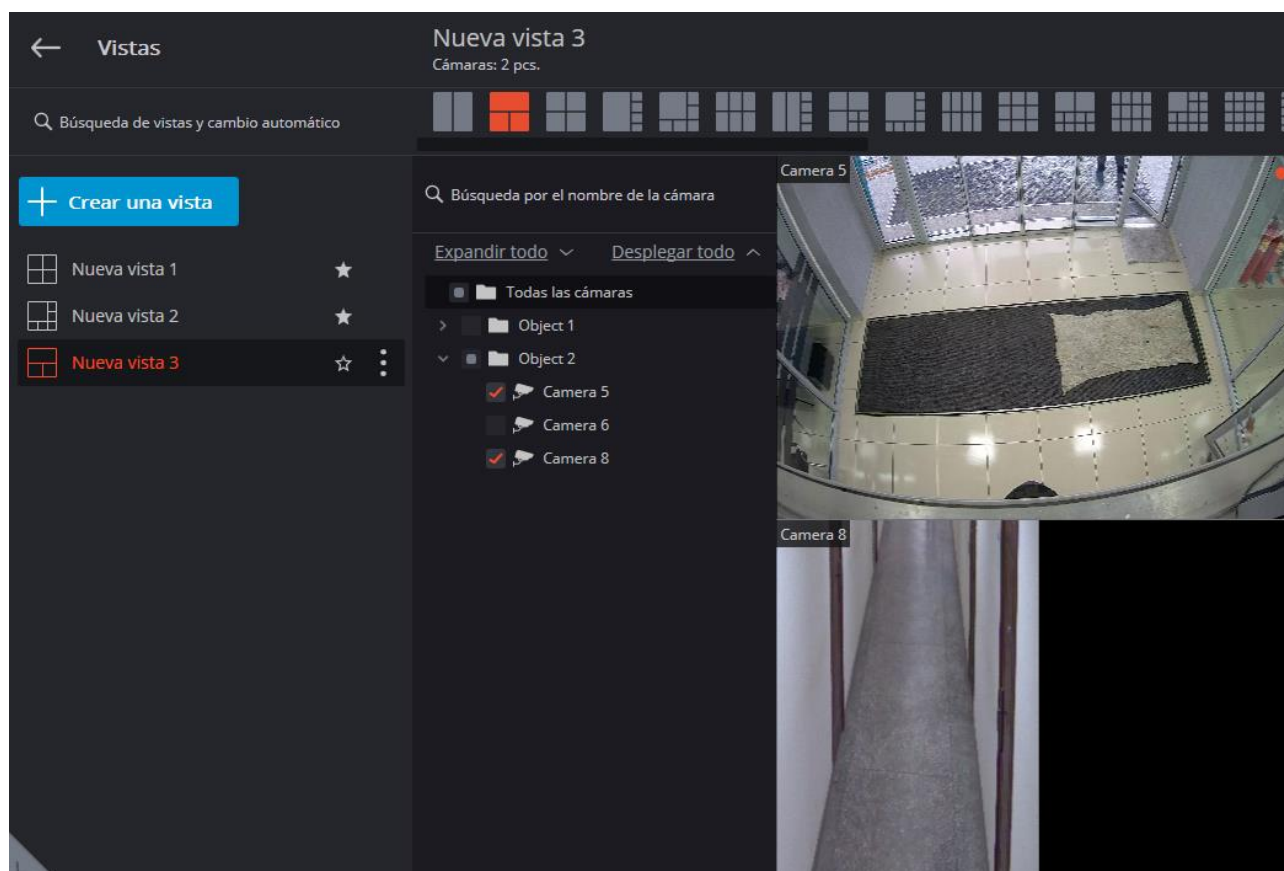 Vistas
Nueva vista 3
Cámaras: 2 pcs.
Búsqueda de vistas y cambio automático
Crear una vista
Nueva vista 1
Nueva vista 2
Nueva vista 3
Búsqueda por el nombre de la cámara
Expandir todo Desplegar todo
Todas las cámaras
Object 1
Object 2
Camera 5
Camera 6
Camera 8
Camera 5
Camera 8